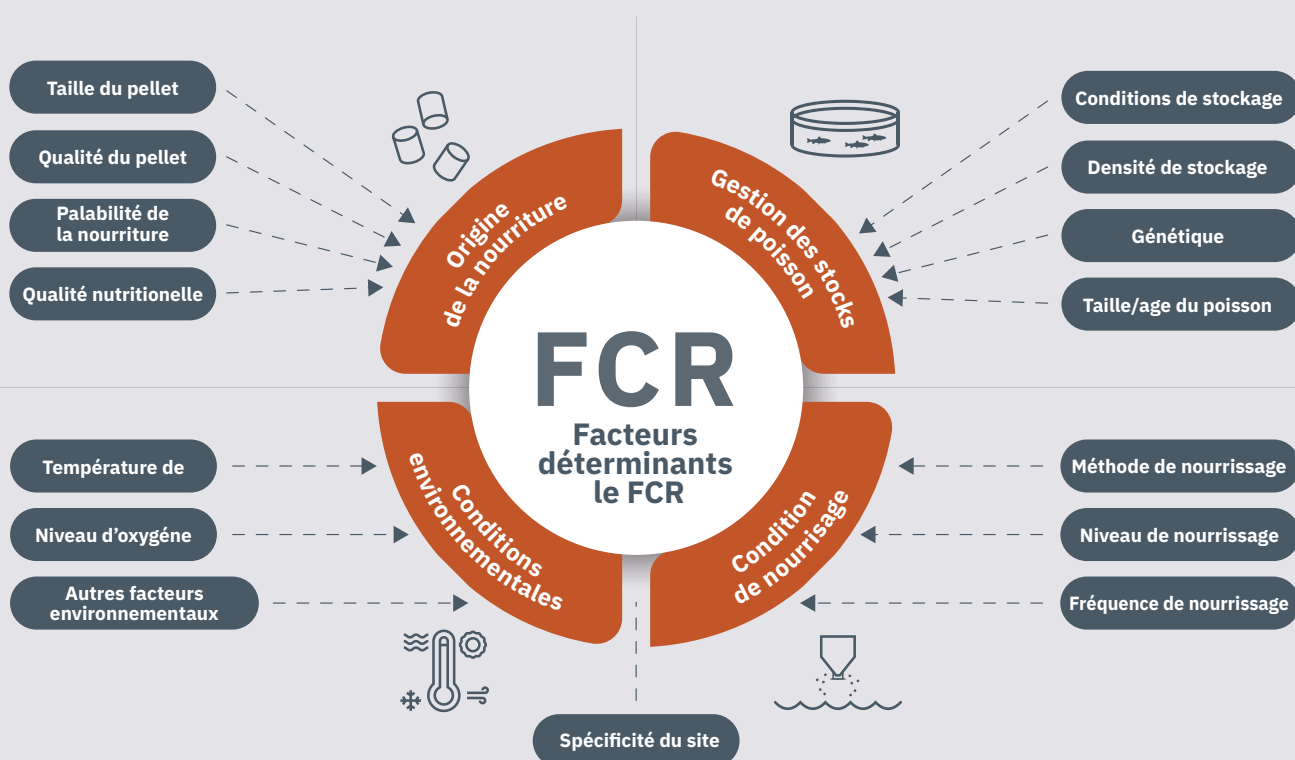 Taille du pellet
Qualité du pellet
Palabilité de
la nourriture
Qualité nutritionelle
Origine
de la nourriture
Gestion des stocks
de poisson
Conditions de stockage
Densité de stockage
Génétique
Taille/age du poisson
FCR
Facteurs
déterminants
le FCR
Température de
Niveau d’oxygéne
Autres facteurs
environnementaux
Conditions
environnementales
Condition
de nourrisage
Méthode de nourrissage
Niveau de nourrissage
Fréquence de nourrissage
Spécificité du site